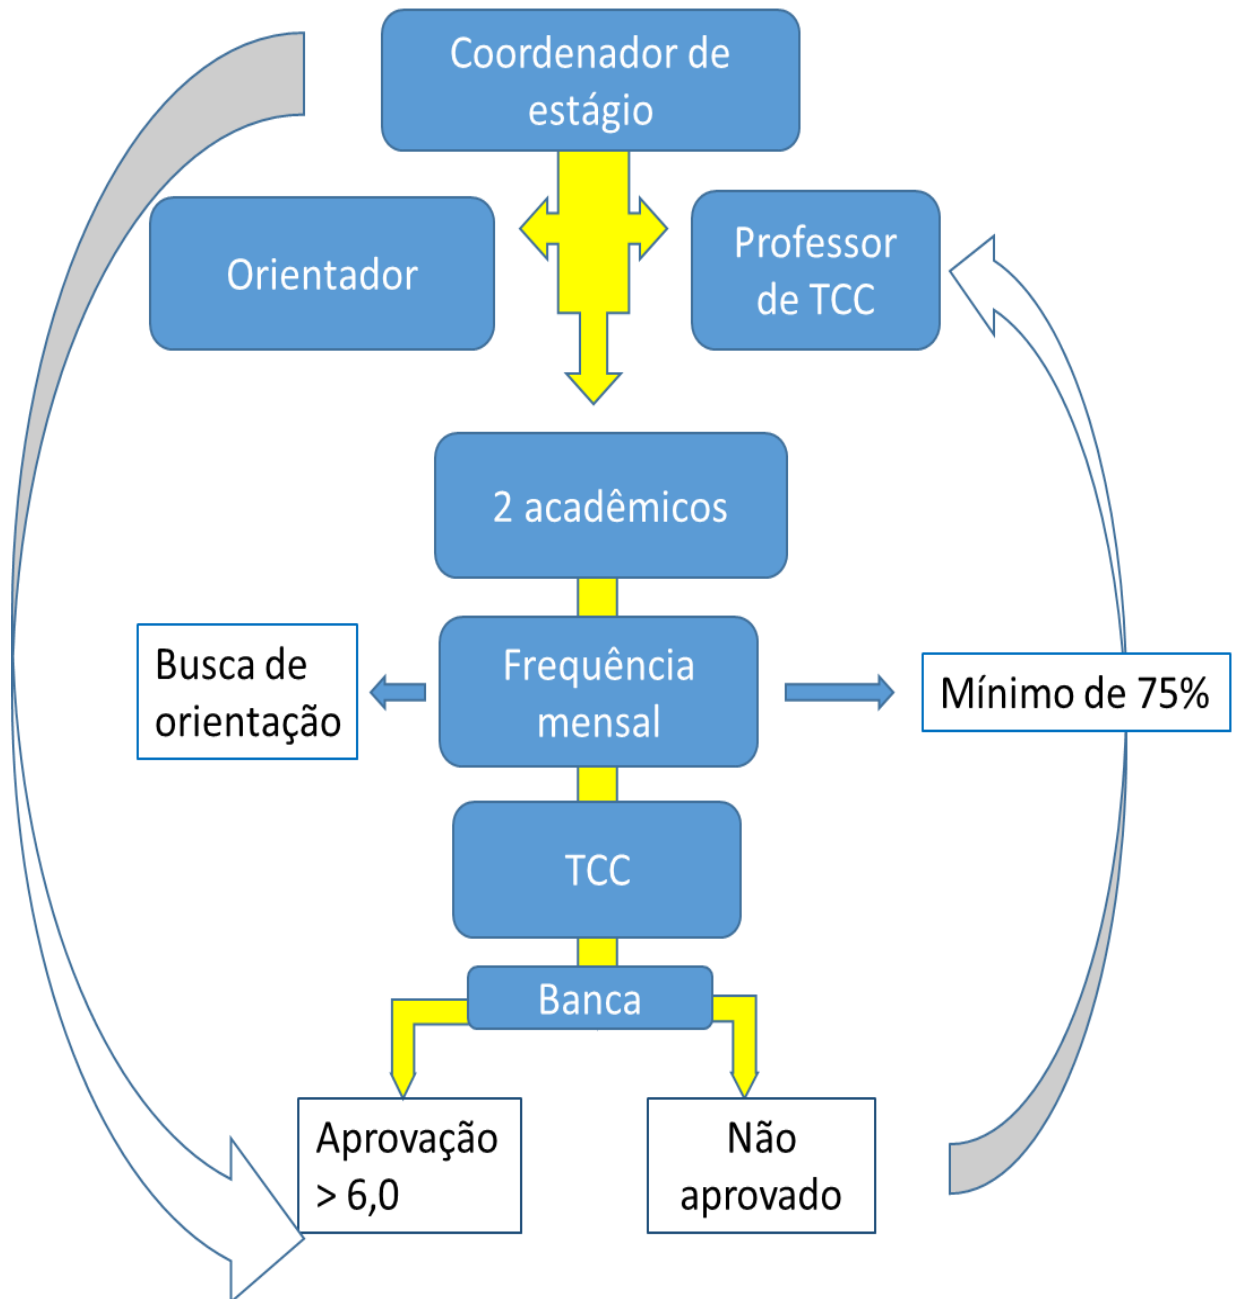 Coordenador de
estágio
Orientador
Professor
de TCC
2 acadêmicos
Busca de
orientação
Frequência
mensal
Mínimo de 75%
TCC
Banca
Aprovação
> 6,0
Não
aprovado